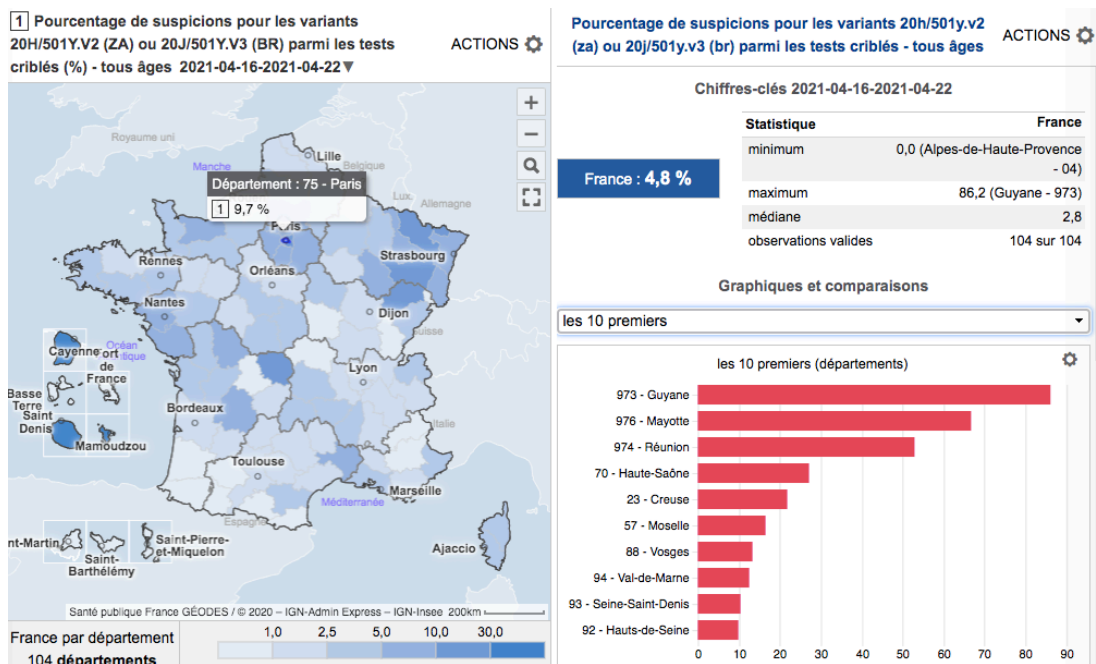 1 Pourcentage de suspicions pour les variants
20H/501Y.V2 (ZA) ou 20J/501Y.V3 (BR) parmi les tests
criblés (%) - tous âges 2021-04-16-2021-04-22▼
ACTIONS
Royaume uni
Manche
Lille
Belgique
Département : 75 - Paris
1 9,7 %
Lux.
Allemagne
Paris
Strasbourg
Rennes
Orléans
Nantes
Dijon
Suisse
Océan
Cayenne
Fort
de
France
Lyon
Basse
Terre
Saint
Denis
Mamoudzou
Bordeaux
Italie
Toulouse
Marseille
Méditerranée
Espagne
nt-Martin
Saint-
Barthélémy
Saint-Pierre-
et-Miquelon
Ajaccio
Santé publique France GÉODES / © 2020 – IGN-Admin Express – IGN-Insee 200km
France par département
104 départements
1,0 2,5 5,0 10,0 30,0
Pourcentage de suspicions pour les variants 20h/501y.v2
(za) ou 20j/501y.v3 (br) parmi les tests criblés - tous âges
ACTIONS
Chiffres-clés 2021-04-16-2021-04-22
France : 4,8 %
Statistique France
minimum 0,0 (Alpes-de-Haute-Provence
- 04)
maximum 86,2 (Guyane - 973)
médiane 2,8
observations valides 104 sur 104
Graphiques et comparaisons
les 10 premiers
les 10 premiers (départements)
973 - Guyane
976 - Mayotte
974 - Réunion
70 - Haute-Saône
23 - Creuse
57 - Moselle
88 - Vosges
94 - Val-de-Marne
93 - Seine-Saint-Denis
92 - Hauts-de-Seine
0 10 20 30 40 50 60 70 80 90